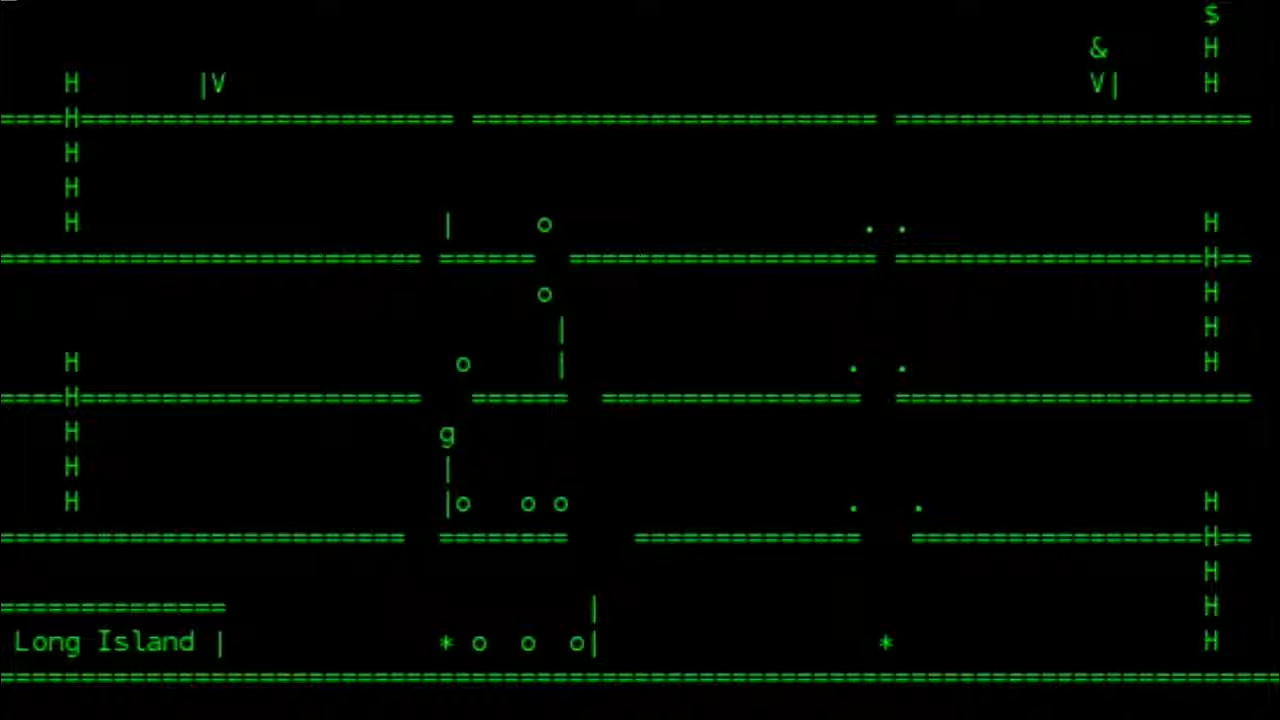 $
& H
H |V V| H
====H======================= ========================= ======================
H
H
H | o . . H
========================== ====== =================== ===================H==
o H
| H
H o | . . H
====H===================== ====== ================ ======================
H g
H |
H |o o o . . H
========================= ======== ============== ==================H==
H
============== | H
Long Island | * o o o| * H
===============================================================================